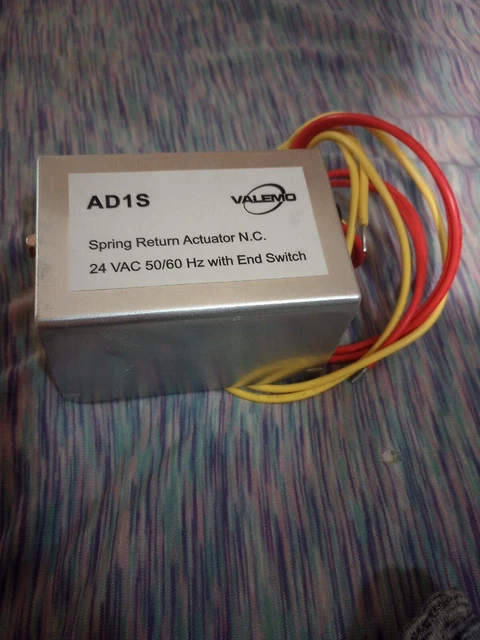 AD1S
VALEMO
Spring Return Actuator N.C.
24 VAC 50/60 Hz with End Switch